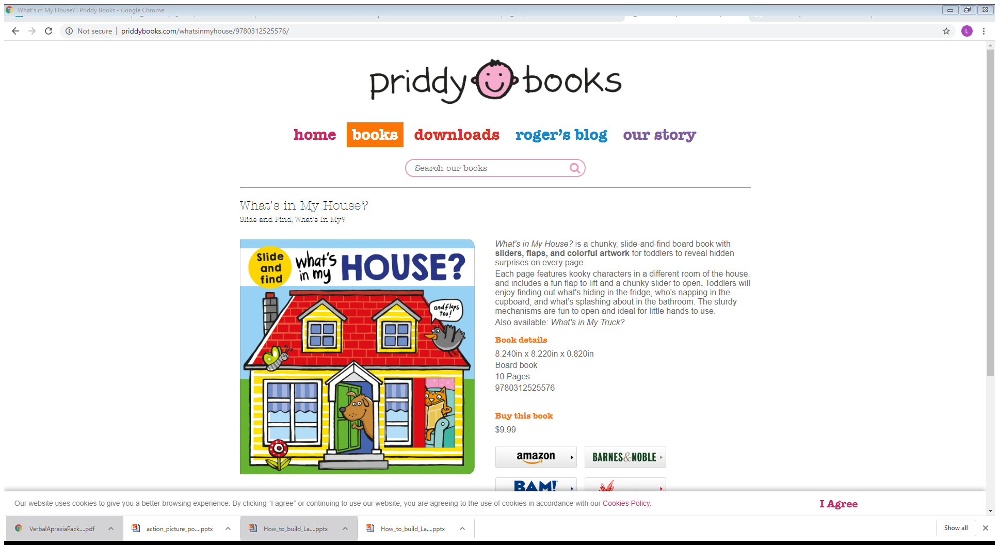 What's in My House? : Priddy Books - Google Chrome
Not secure | priddybooks.com/whatsinmyhouse/9780312525576/
L
priddy books
home books downloads roger's blog our story
Search our books
What's in My House?
Slide and Find, What's In My?
Slide and find
what's in my HOUSE?
and flaps too!
What's in My House? is a chunky, slide-and-find board book with
sliders, flaps, and colorful artwork for toddlers to reveal hidden
surprises on every page.
Each page features kooky characters in a different room of the house,
and includes a fun flap to lift and a chunky slider to open. Toddlers will
enjoy finding out what's hiding in the fridge, who's napping in the
cupboard, and what's splashing about in the bathroom. The sturdy
mechanisms are fun to open and ideal for little hands to use.
Also available: What's in My Truck?
Book details
8.240in x 8.220in x 0.820in
Board book
10 Pages
9780312525576
Buy this book
$9.99
amazon BARNES&NOBLE
BAM!
Our website uses cookies to give you a better browsing experience. By clicking “I agree” or continuing to use our website, you are agreeing to the use of cookies in accordance with our Cookies Policy.
I Agree
VerbalApraxiaPack....pdf action_picture_po....pptx How_to_build_La....pptx How_to_build_La....pptx Show all